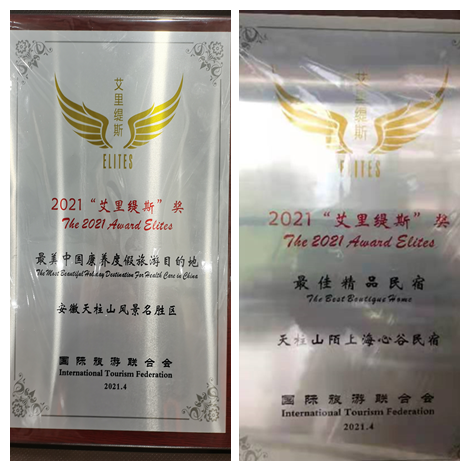 艾里缇斯
ELITES
2021“艾里缇斯”奖
The 2021 Award Elites
最美中国康养度假旅游目的地
The Most Beautiful Holiday Destination For Health Care in China
安徽天柱山风景名胜区
国际旅游联合会
International Tourism Federation
2021.4
艾里缇斯
ELITES
2021“艾里缇斯”奖
The 2021 Award Elites
最佳精品民宿
The Best Boutique Home
天柱山陌上海心谷民宿
国际旅游联合会
International Tourism Federation
2021.4